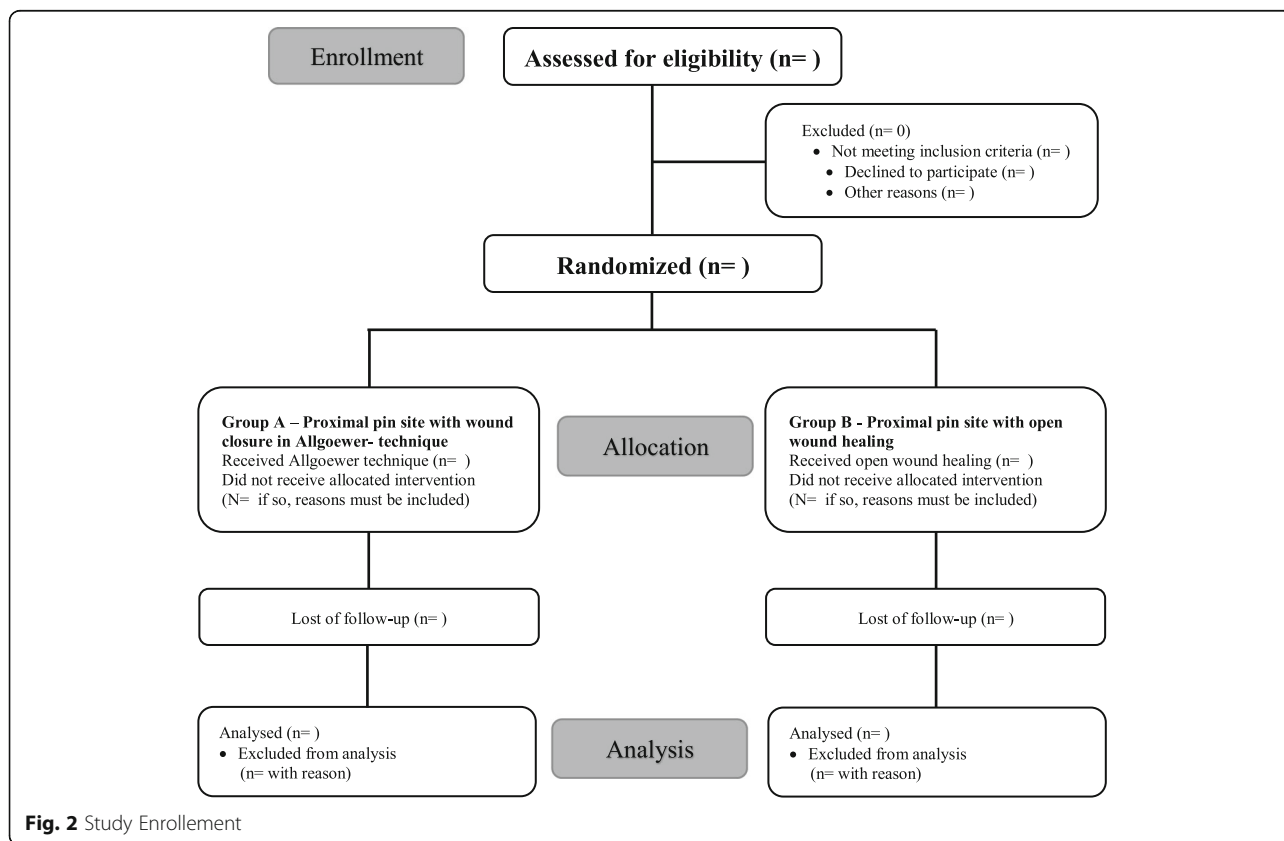 Enrollment
Assessed for eligibility (n= )
Excluded (n= 0)
• Not meeting inclusion criteria (n= )
• Declined to participate (n= )
• Other reasons (n= )
Randomized (n= )
Group A – Proximal pin site with wound
closure in Allgoewer- technique
Received Allgoewer technique (n=  )
Did not receive allocated intervention
(N=  if so, reasons must be included)
Allocation
Group B - Proximal pin site with open
wound healing
Received open wound healing (n=  )
Did not receive allocated intervention
(N=  if so, reasons must be included)
Lost of follow-up (n= )
Lost of follow-up (n= )
Analysed (n= )
• Excluded from analysis
(n= with reason)
Analysis
Analysed (n= )
• Excluded from analysis
(n= with reason)
Fig. 2 Study Enrollement